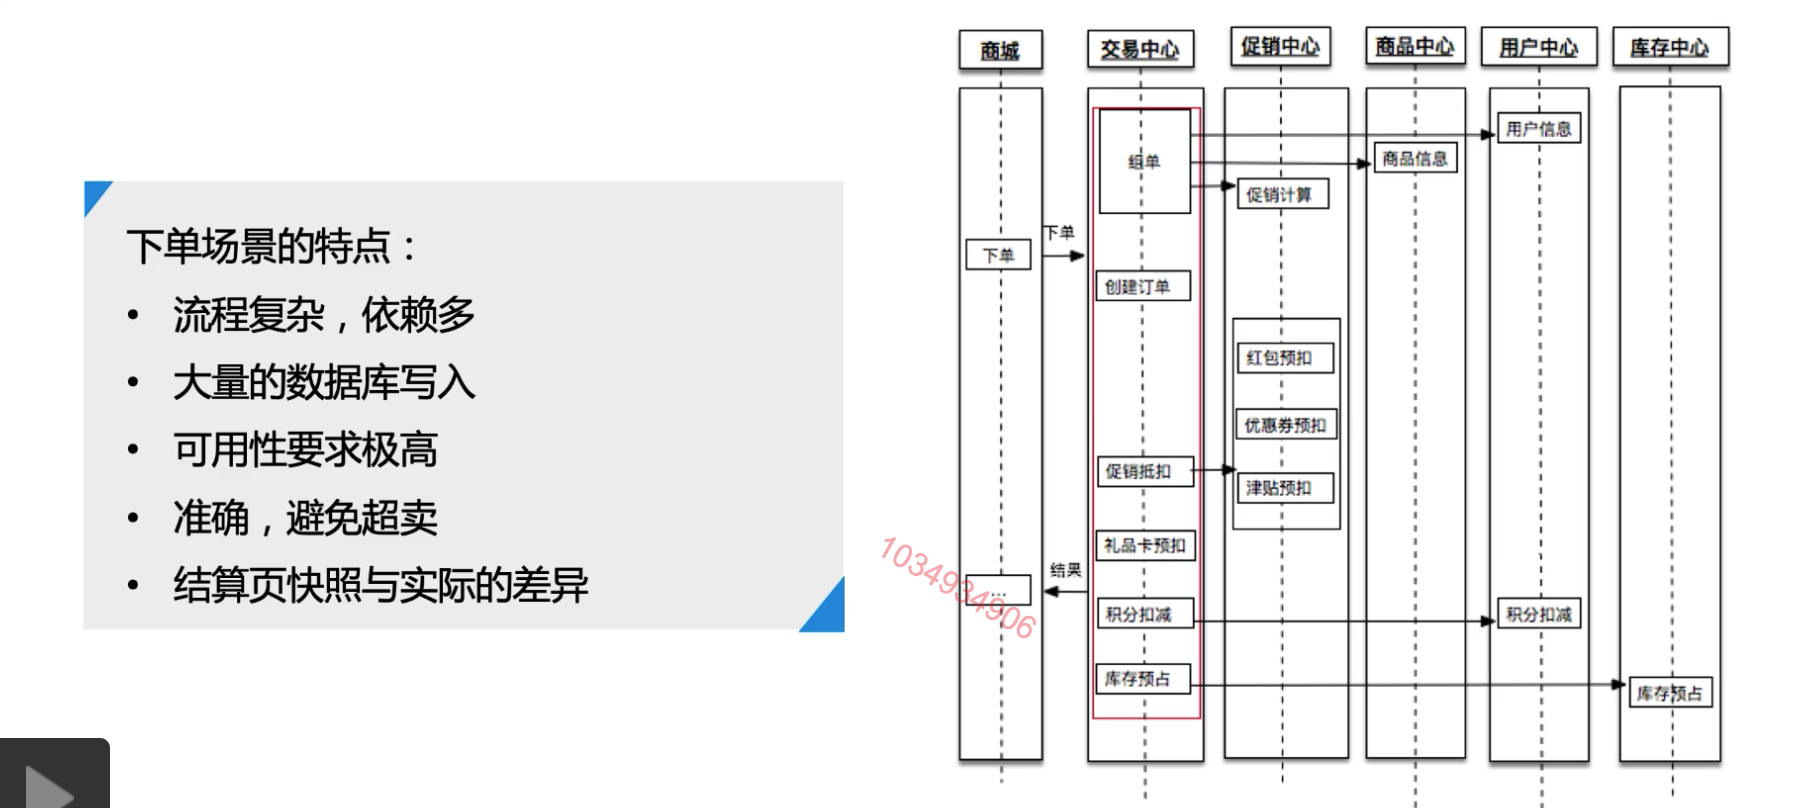 下单场景的特点：
• 流程复杂，依赖多
• 大量的数据库写入
• 可用性要求极高
• 准确，避免超卖
• 结算页快照与实际的差异
商城
交易中心
促销中心
商品中心
用户中心
库存中心
组单
用户信息
商品信息
促销计算
下单
下单
创建订单
红包预扣
优惠券预扣
促销抵扣
津贴预扣
礼品卡预扣
结果
...
积分扣减
积分扣减
库存预占
库存预占
1034934906